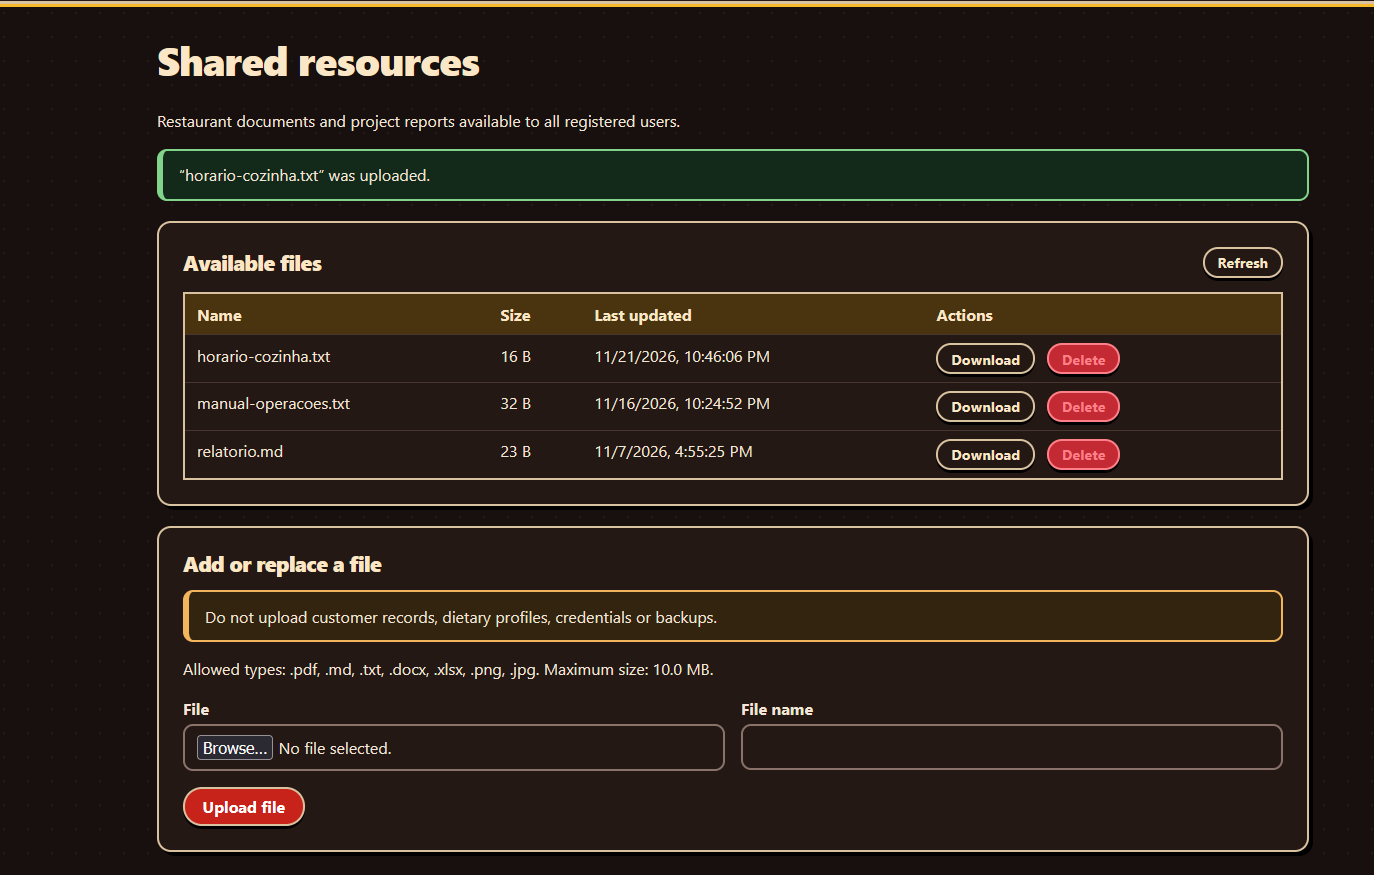 Shared resources
Restaurant documents and project reports available to all registered users.
“horario-cozinha.txt” was uploaded.
Available files
Refresh
Name Size Last updated Actions
horario-cozinha.txt 16 B 11/21/2026, 10:46:06 PM Download Delete
manual-operacoes.txt 32 B 11/16/2026, 10:24:52 PM Download Delete
relatorio.md 23 B 11/7/2026, 4:55:25 PM Download Delete
Add or replace a file
Do not upload customer records, dietary profiles, credentials or backups.
Allowed types: .pdf, .md, .txt, .docx, .xlsx, .png, .jpg. Maximum size: 10.0 MB.
File File name
Browse... No file selected.
Upload file